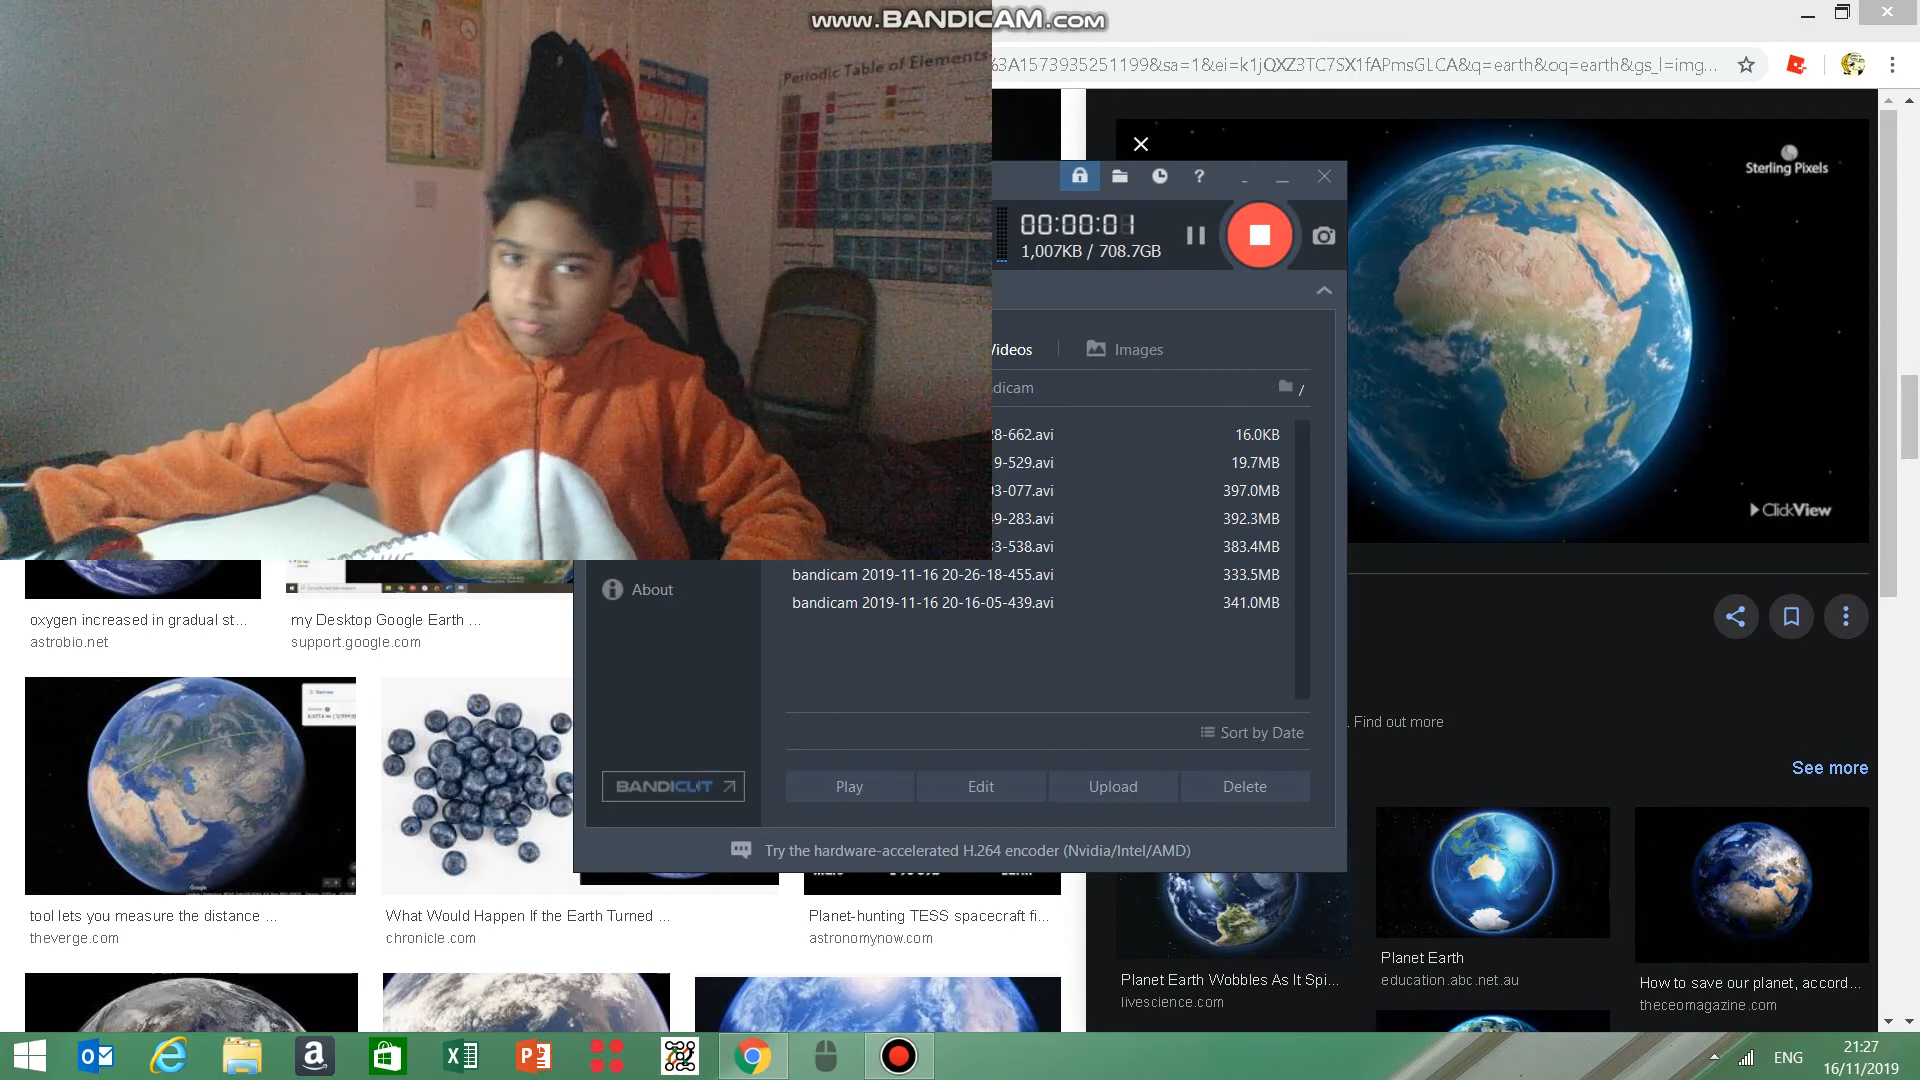 www.BANDICAM.com
Periodic Table of Elements
%3A1573935251199&sa=1&ei=k1jQXZ3TC7SX1fAPmsGLCA&q=earth&oq=earth&gs_l=img...
Sterling Pixels
00:00:01
1,007KB / 708.7GB
Videos
Images
dicam
/
28-662.avi 16.0KB
9-529.avi 19.7MB
03-077.avi 397.0MB
49-283.avi 392.3MB
33-538.avi 383.4MB
bandicam 2019-11-16 20-26-18-455.avi 333.5MB
bandicam 2019-11-16 20-16-05-439.avi 341.0MB
ClickView
About
oxygen increased in gradual st...
astrobio.net
my Desktop Google Earth ...
support.google.com
Sort by Date
BANDICUT
Play Edit Upload Delete
Try the hardware-accelerated H.264 encoder (Nvidia/Intel/AMD)
. Find out more
See more
Google
tool lets you measure the distance ...
theverge.com
What Would Happen If the Earth Turned ...
chronicle.com
Planet-hunting TESS spacecraft fi...
astronomynow.com
Planet Earth Wobbles As It Spi...
livescience.com
Planet Earth
education.abc.net.au
How to save our planet, accord...
theceomagazine.com
ENG
21:27
16/11/2019